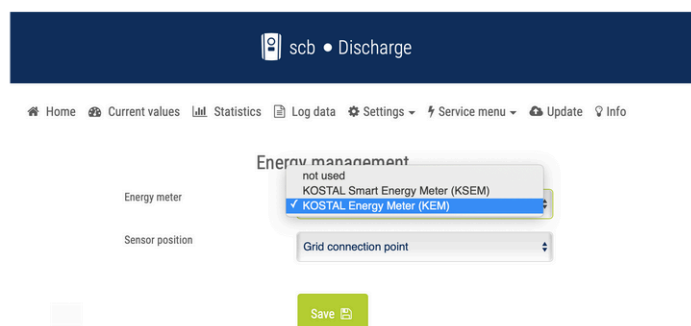 scb • Discharge
Home Current values Statistics Log data Settings Service menu Update Info
Energy management
not used
KOSTAL Smart Energy Meter (KSEM)
Energy meter
✓ KOSTAL Energy Meter (KEM)
Sensor position
Grid connection point
Save